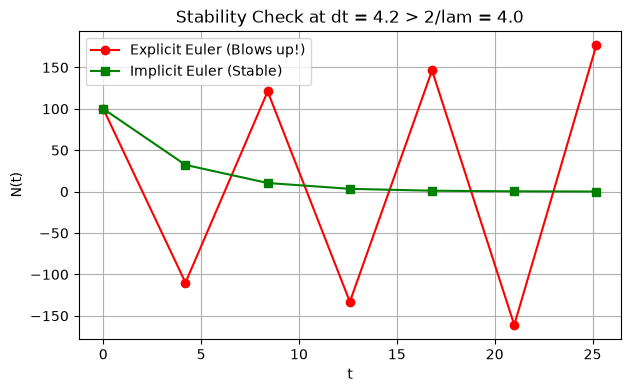 Stability Check at dt = 4.2 > 2/lam = 4.0
Explicit Euler (Blows up!)
Implicit Euler (Stable)
N(t)
150
100
50
0
−50
−100
−150
0 5 10 15 20 25
t